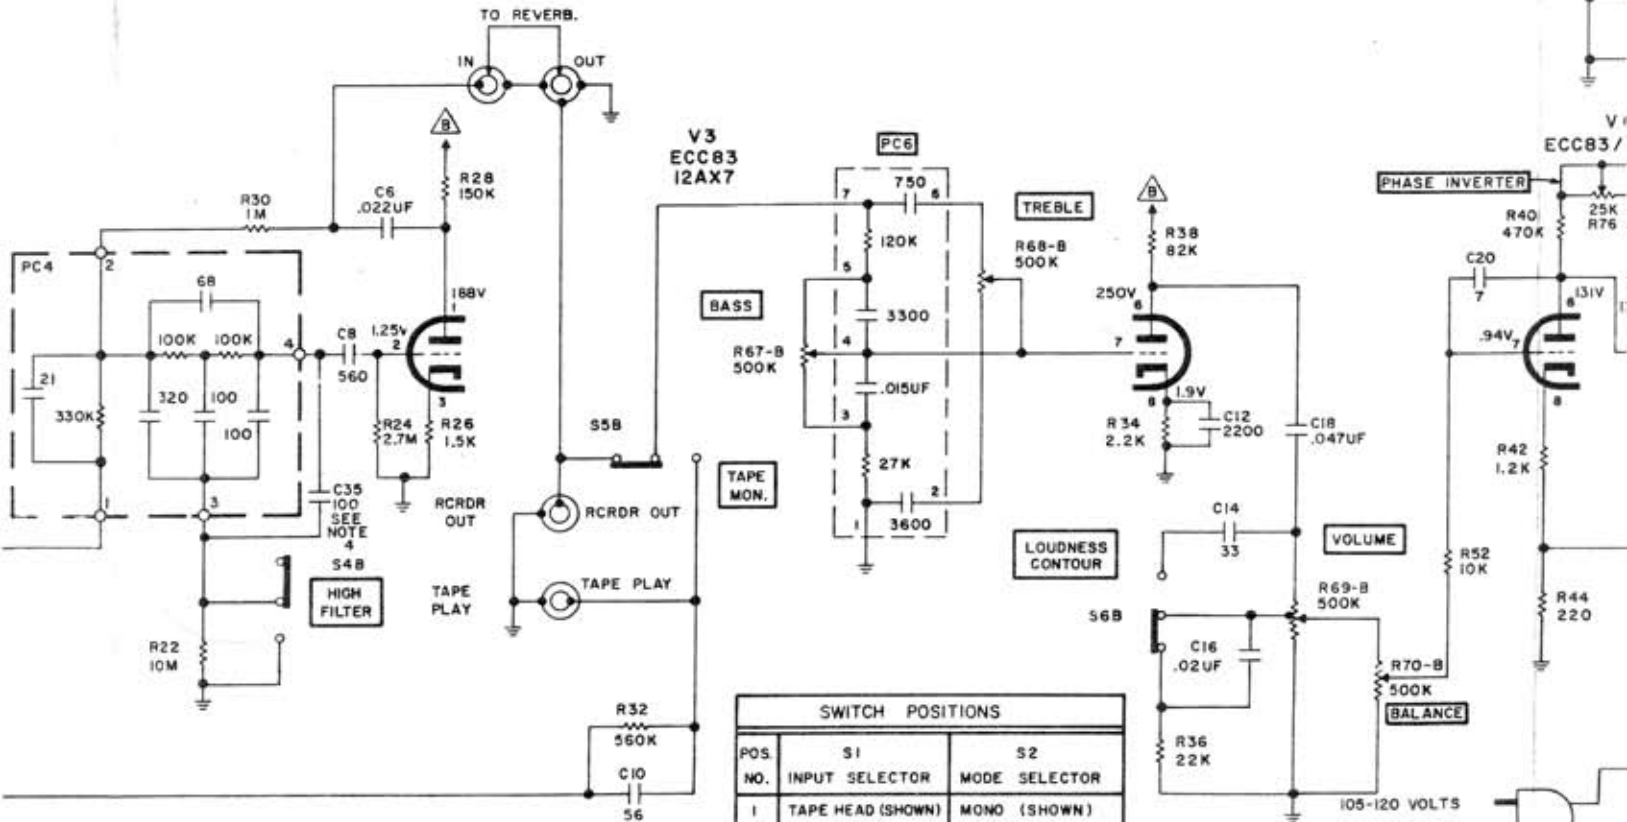 TO REVERB.
IN
OUT
B
V3
ECC83
12AX7
PC6
R28
150K
C6
.022UF
R30
1M
PC4
2
68
188V
1
100K
100K
4
C8
560
1.25V
2
3
21
330K
320
100
100
R24
2.7M
R26
1.5K
1
3
C35
100
SEE
NOTE
4
S4B
HIGH
FILTER
R22
10M
RCRDR
OUT
RCRDR OUT
TAPE
PLAY
TAPE PLAY
S5B
TAPE
MON.
R32
560K
C10
56
7
750
6
120K
5
TREBLE
R68-B
500K
BASS
R67-B
500K
3300
4
.015UF
3
27K
2
3600
1
B
R38
82K
250V
6
7
8
1.9V
R34
2.2K
C12
2200
C18
.047UF
C14
33
LOUDNESS
CONTOUR
VOLUME
S6B
C16
.02UF
R69-B
500K
R70-B
500K
BALANCE
R36
22K
ECC83/
PHASE INVERTER
R40
470K
25K
R76
C20
7
131V
6
.94V
7
8
R42
1.2K
R52
10K
R44
220
105-120 VOLTS
SWITCH POSITIONS
POS. NO.
S1 INPUT SELECTOR
S2 MODE SELECTOR
1 TAPE HEAD (SHOWN) MONO (SHOWN)